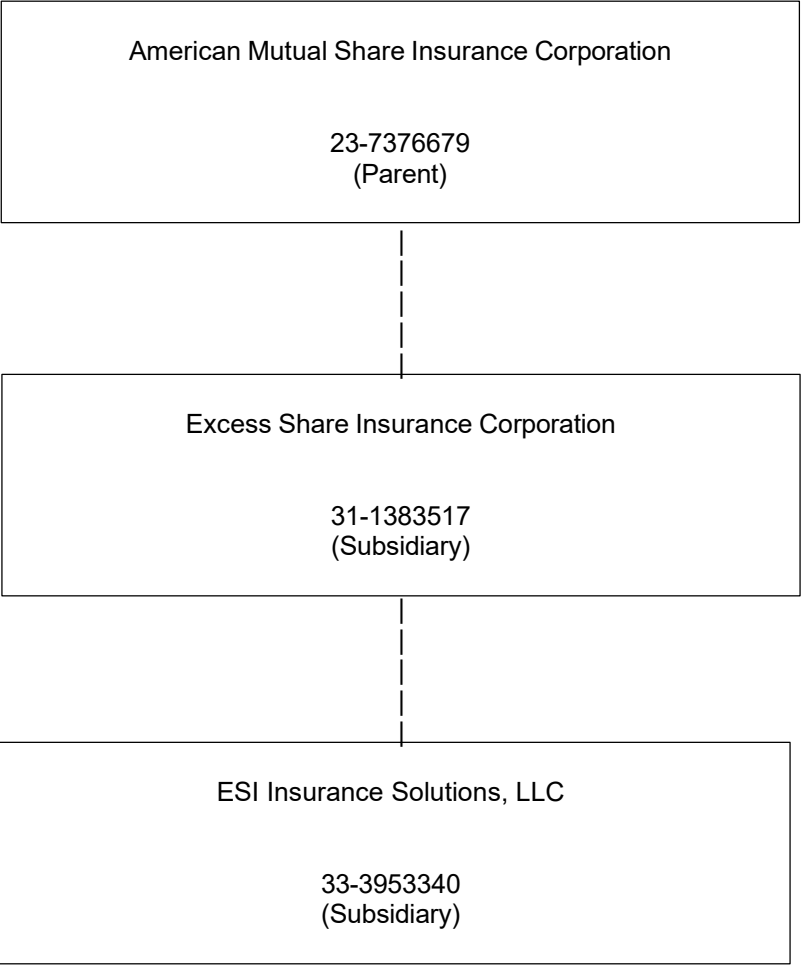 American Mutual Share Insurance Corporation
23-7376679
(Parent)
Excess Share Insurance Corporation
31-1383517
(Subsidiary)
ESI Insurance Solutions, LLC
33-3953340
(Subsidiary)